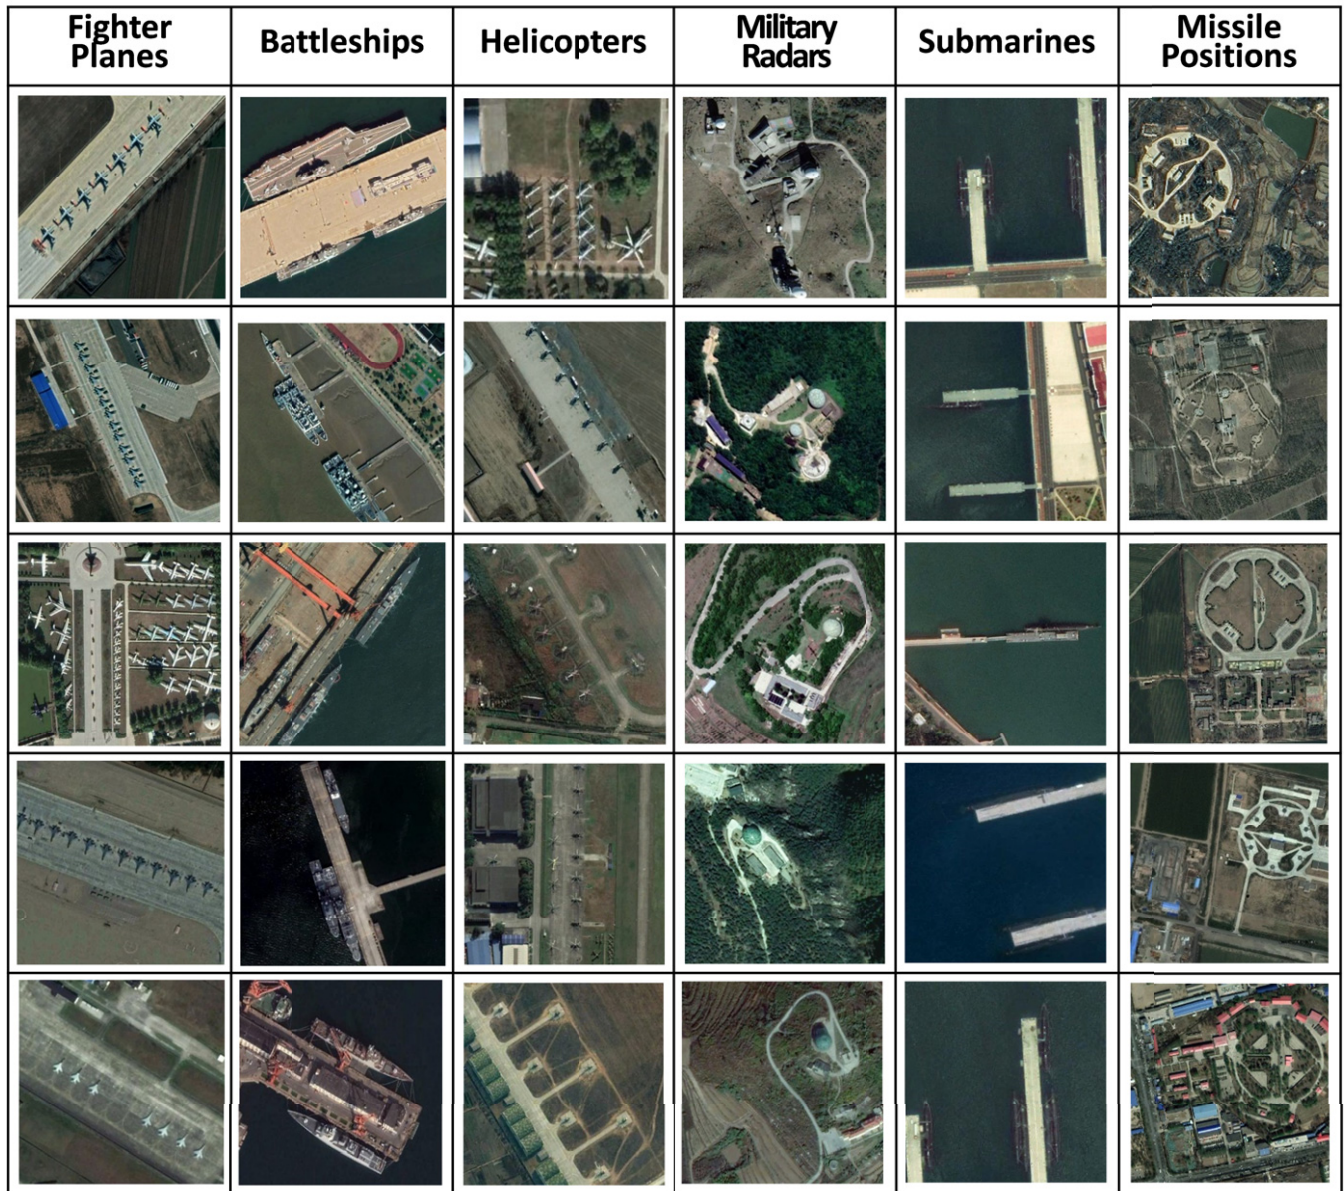 Fighter
Planes
Battleships
Helicopters
Military
Radars
Submarines
Missile
Positions